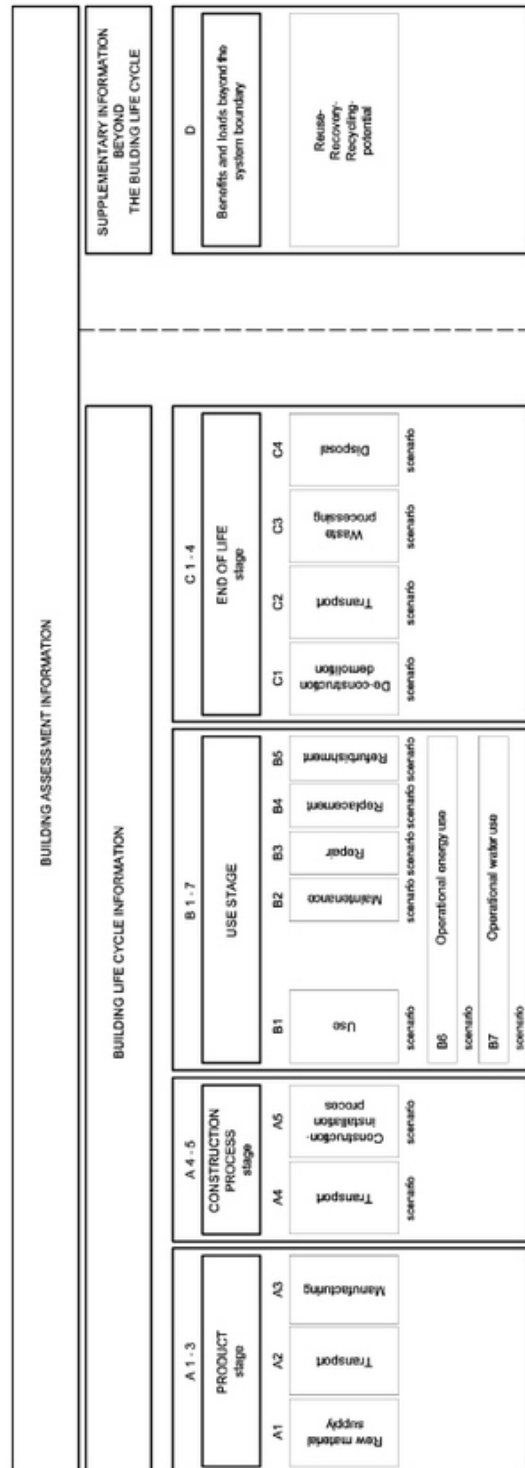 BUILDING ASSESSMENT INFORMATION
BUILDING LIFE CYCLE INFORMATION
SUPPLEMENTARY INFORMATION
BEYOND
THE BUILDING LIFE CYCLE
A 1 - 3
PRODUCT
stage
A1
Raw material
supply
A2
Transport
A3
Manufacturing
A 4 - 5
CONSTRUCTION
PROCESS
stage
A4
Transport
scenario
A5
Construction-
installation
proces
scenario
B 1 - 7
USE STAGE
B1
Use
scenario
B2
Maintenance
scenario
B3
Repair
scenario
B4
Replacement
scenario
B5
Refurbishment
scenario
B6
Operational energy use
scenario
B7
Operational water use
scenario
C 1 - 4
END OF LIFE
stage
C1
De-construction
demolition
scenario
C2
Transport
scenario
C3
Waste
processing
scenario
C4
Disposal
scenario
D
Benefits and loads beyond the
system boundary
Reuse-
Recovery-
Recycling-
potential